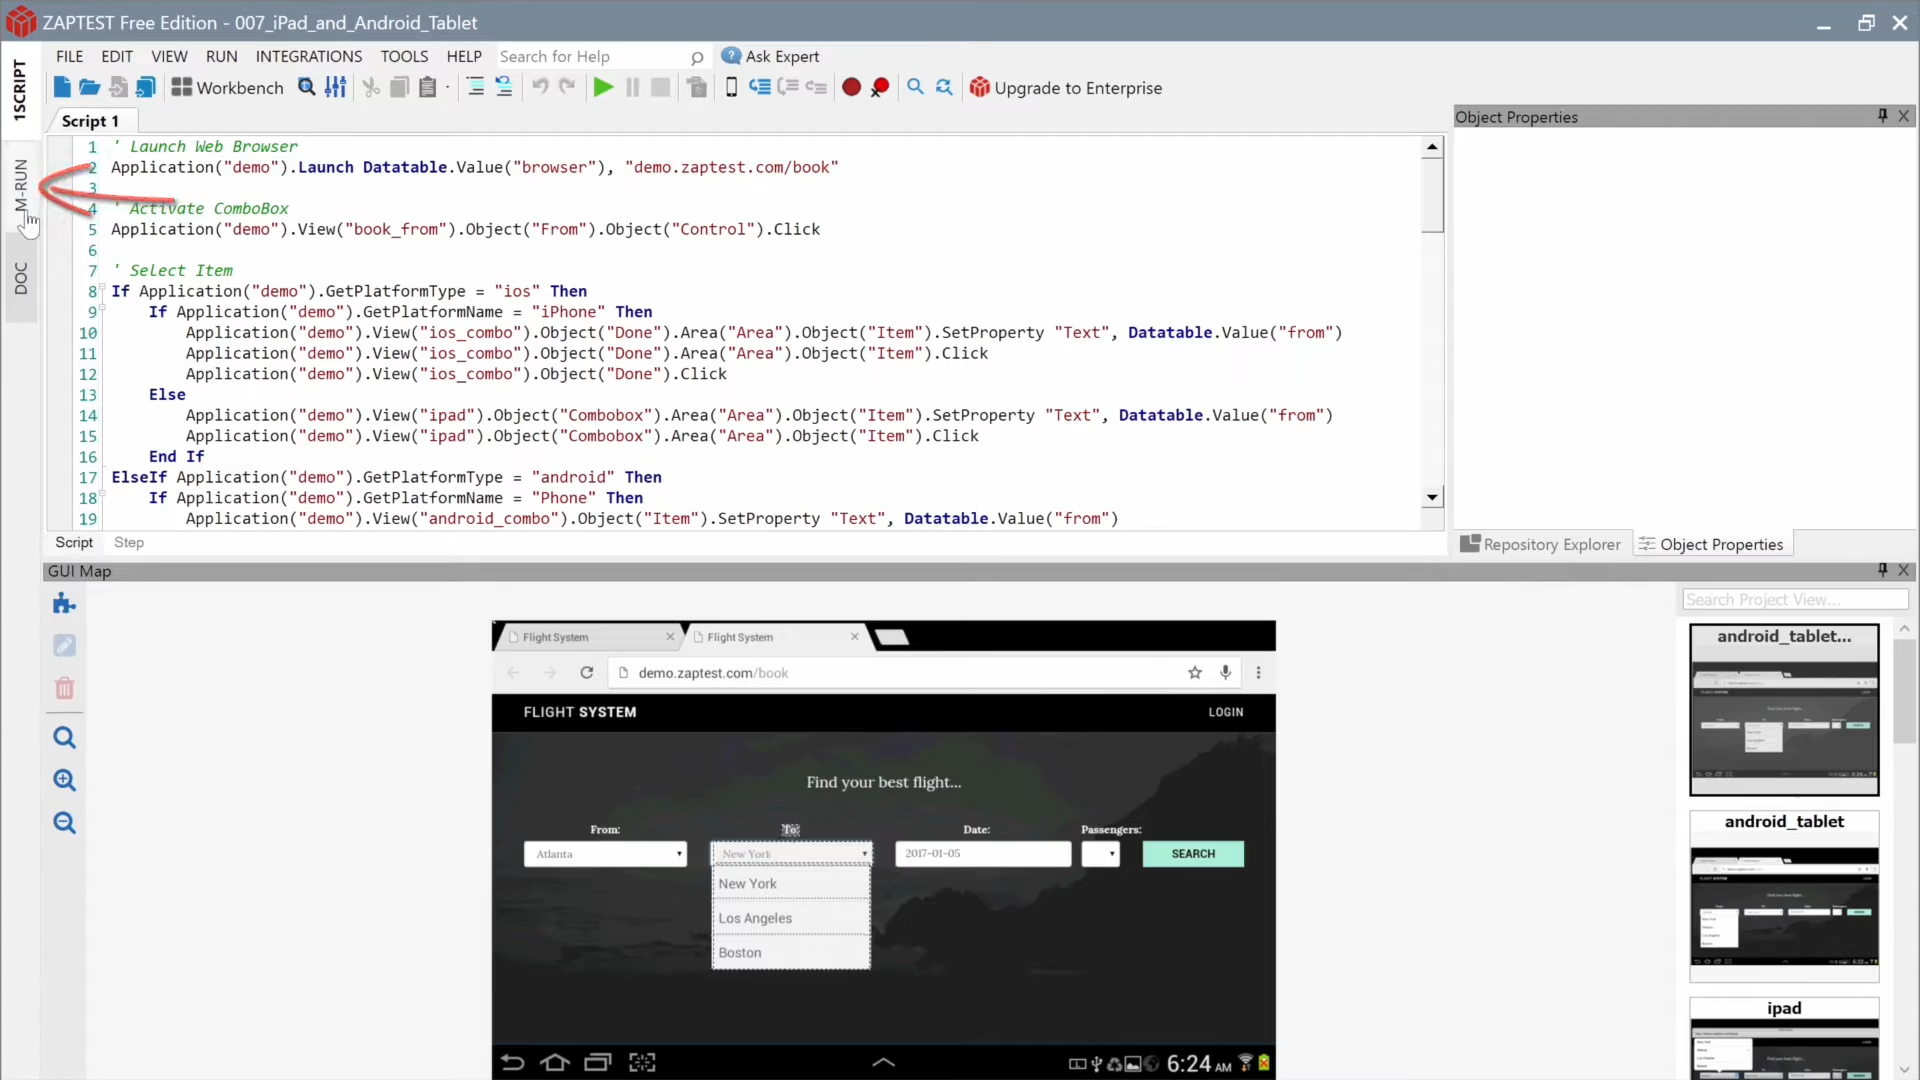 ZAPTEST Free Edition - 007_iPad_and_Android_Tablet
FILE EDIT VIEW RUN INTEGRATIONS TOOLS HELP Search for Help Ask Expert
Workbench Upgrade to Enterprise
1SCRIPT
M-RUN
DOC
Script 1
Object Properties
1 ' Launch Web Browser
2 Application("demo").Launch Datatable.Value("browser"), "demo.zaptest.com/book"
3
4 ' Activate ComboBox
5 Application("demo").View("book_from").Object("From").Object("Control").Click
6
7 ' Select Item
8 If Application("demo").GetPlatformType = "ios" Then
9 If Application("demo").GetPlatformName = "iPhone" Then
10 Application("demo").View("ios_combo").Object("Done").Area("Area").Object("Item").SetProperty "Text", Datatable.Value("from")
11 Application("demo").View("ios_combo").Object("Done").Area("Area").Object("Item").Click
12 Application("demo").View("ios_combo").Object("Done").Click
13 Else
14 Application("demo").View("ipad").Object("Combobox").Area("Area").Object("Item").SetProperty "Text", Datatable.Value("from")
15 Application("demo").View("ipad").Object("Combobox").Area("Area").Object("Item").Click
16 End If
17 ElseIf Application("demo").GetPlatformType = "android" Then
18 If Application("demo").GetPlatformName = "Phone" Then
19 Application("demo").View("android_combo").Object("Item").SetProperty "Text", Datatable.Value("from")
Script Step
Repository Explorer Object Properties
GUI Map
Search Project View...
Flight System Flight System
demo.zaptest.com/book
FLIGHT SYSTEM LOGIN
Find your best flight...
From: To: Date: Passengers:
Atlanta New York 2017-01-05 SEARCH
New York
Los Angeles
Boston
6:24 AM
android_tablet...
android_tablet
ipad